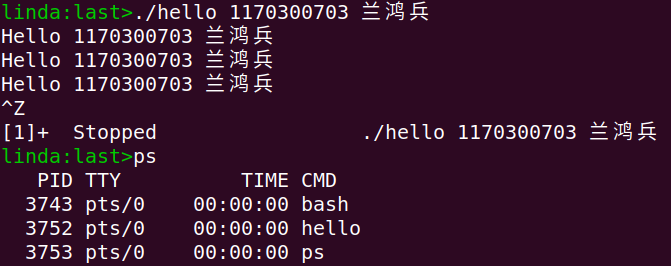 linda:last>./hello 1170300703 兰鸿兵
Hello 1170300703 兰鸿兵
Hello 1170300703 兰鸿兵
Hello 1170300703 兰鸿兵
^Z
[1]+  Stopped                 ./hello 1170300703 兰鸿兵
linda:last>ps
   PID TTY          TIME CMD
  3743 pts/0    00:00:00 bash
  3752 pts/0    00:00:00 hello
  3753 pts/0    00:00:00 ps